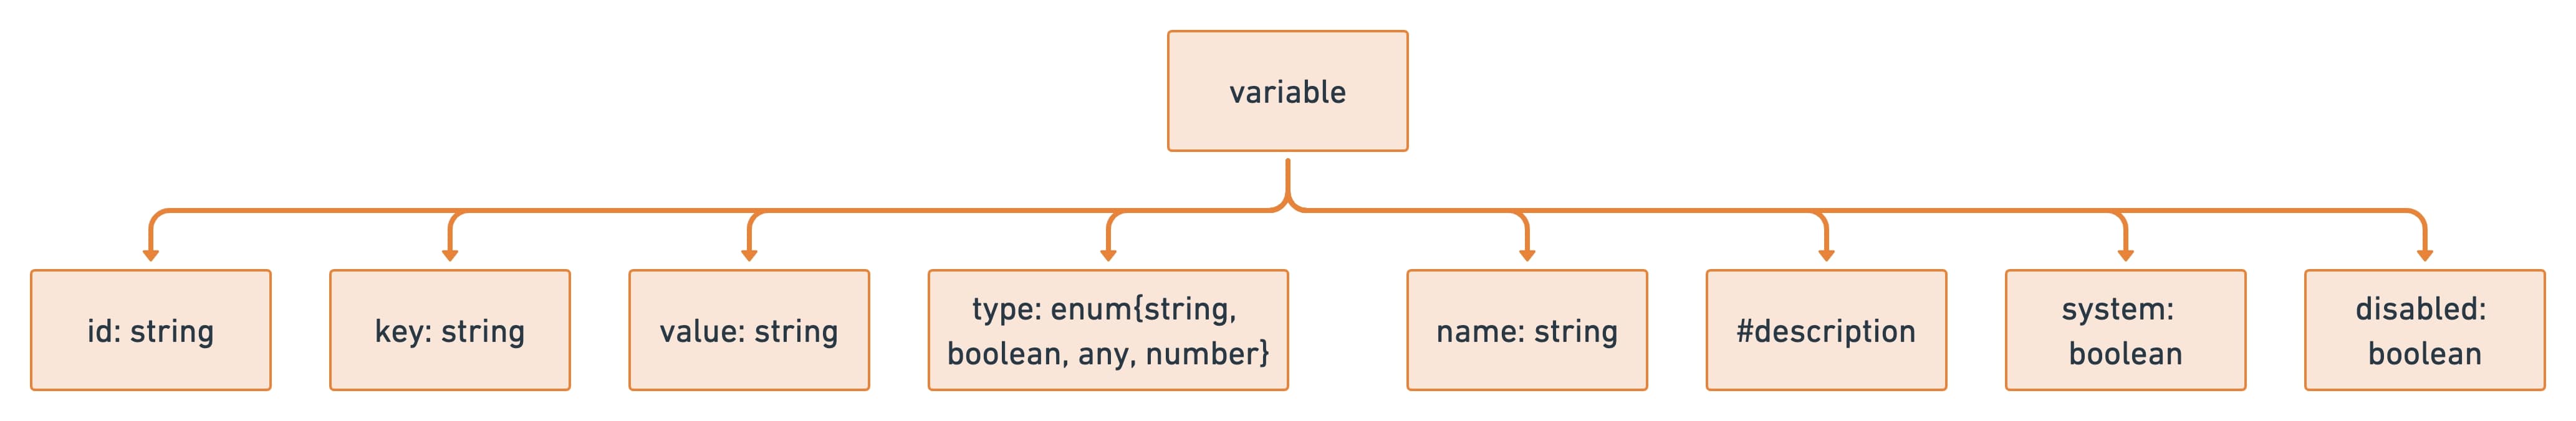 variable
id: string
key: string
value: string
type: enum{string,
boolean, any, number}
name: string
#description
system:
boolean
disabled:
boolean